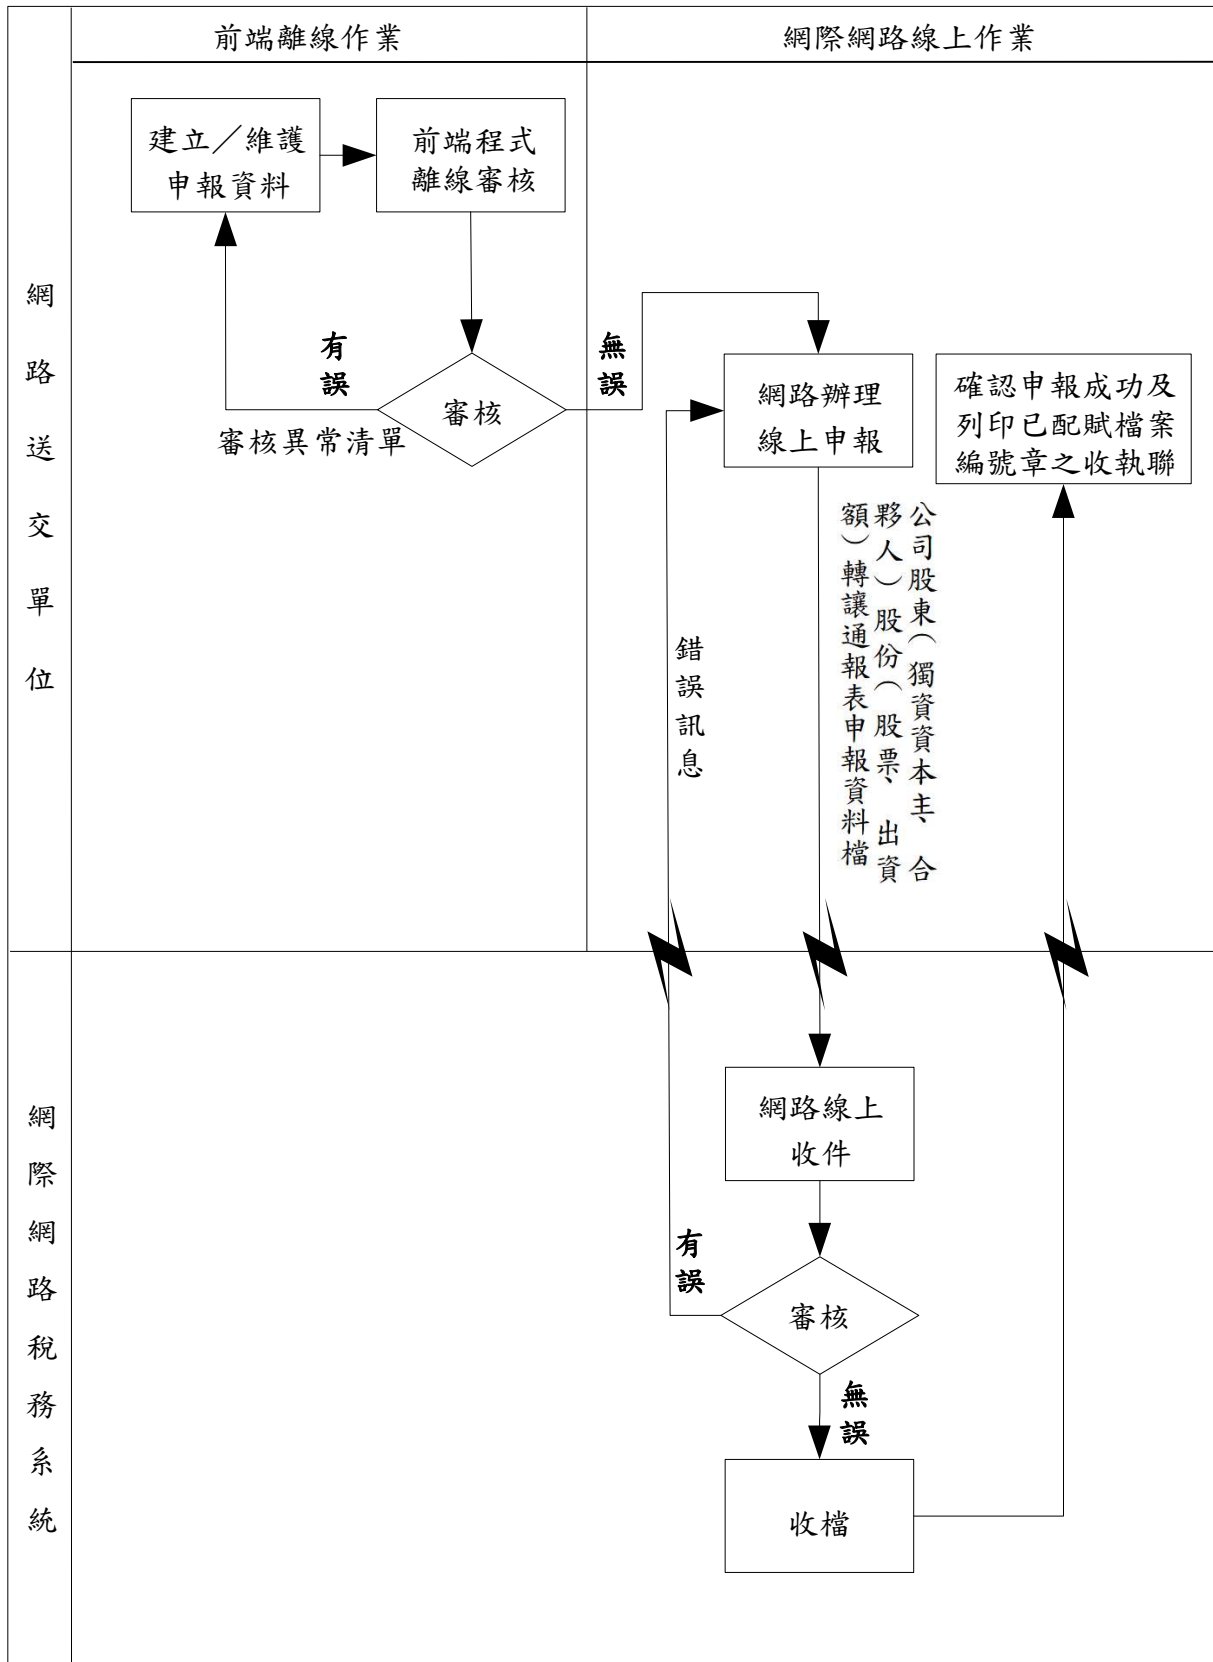 前端離線作業
網際網路線上作業
網路送交單位
建立／維護
申報資料
前端程式
離線審核
有誤
審核
審核異常清單
無誤
網路辦理
線上申報
確認申報成功及
列印已配賦檔案
編號章之收執聯
公司股東（獨資資本主、合
夥人）股份（股票、出資
額）轉讓通報表申報資料檔
錯誤訊息
網際網路稅務系統
網路線上
收件
有誤
審核
無誤
收檔